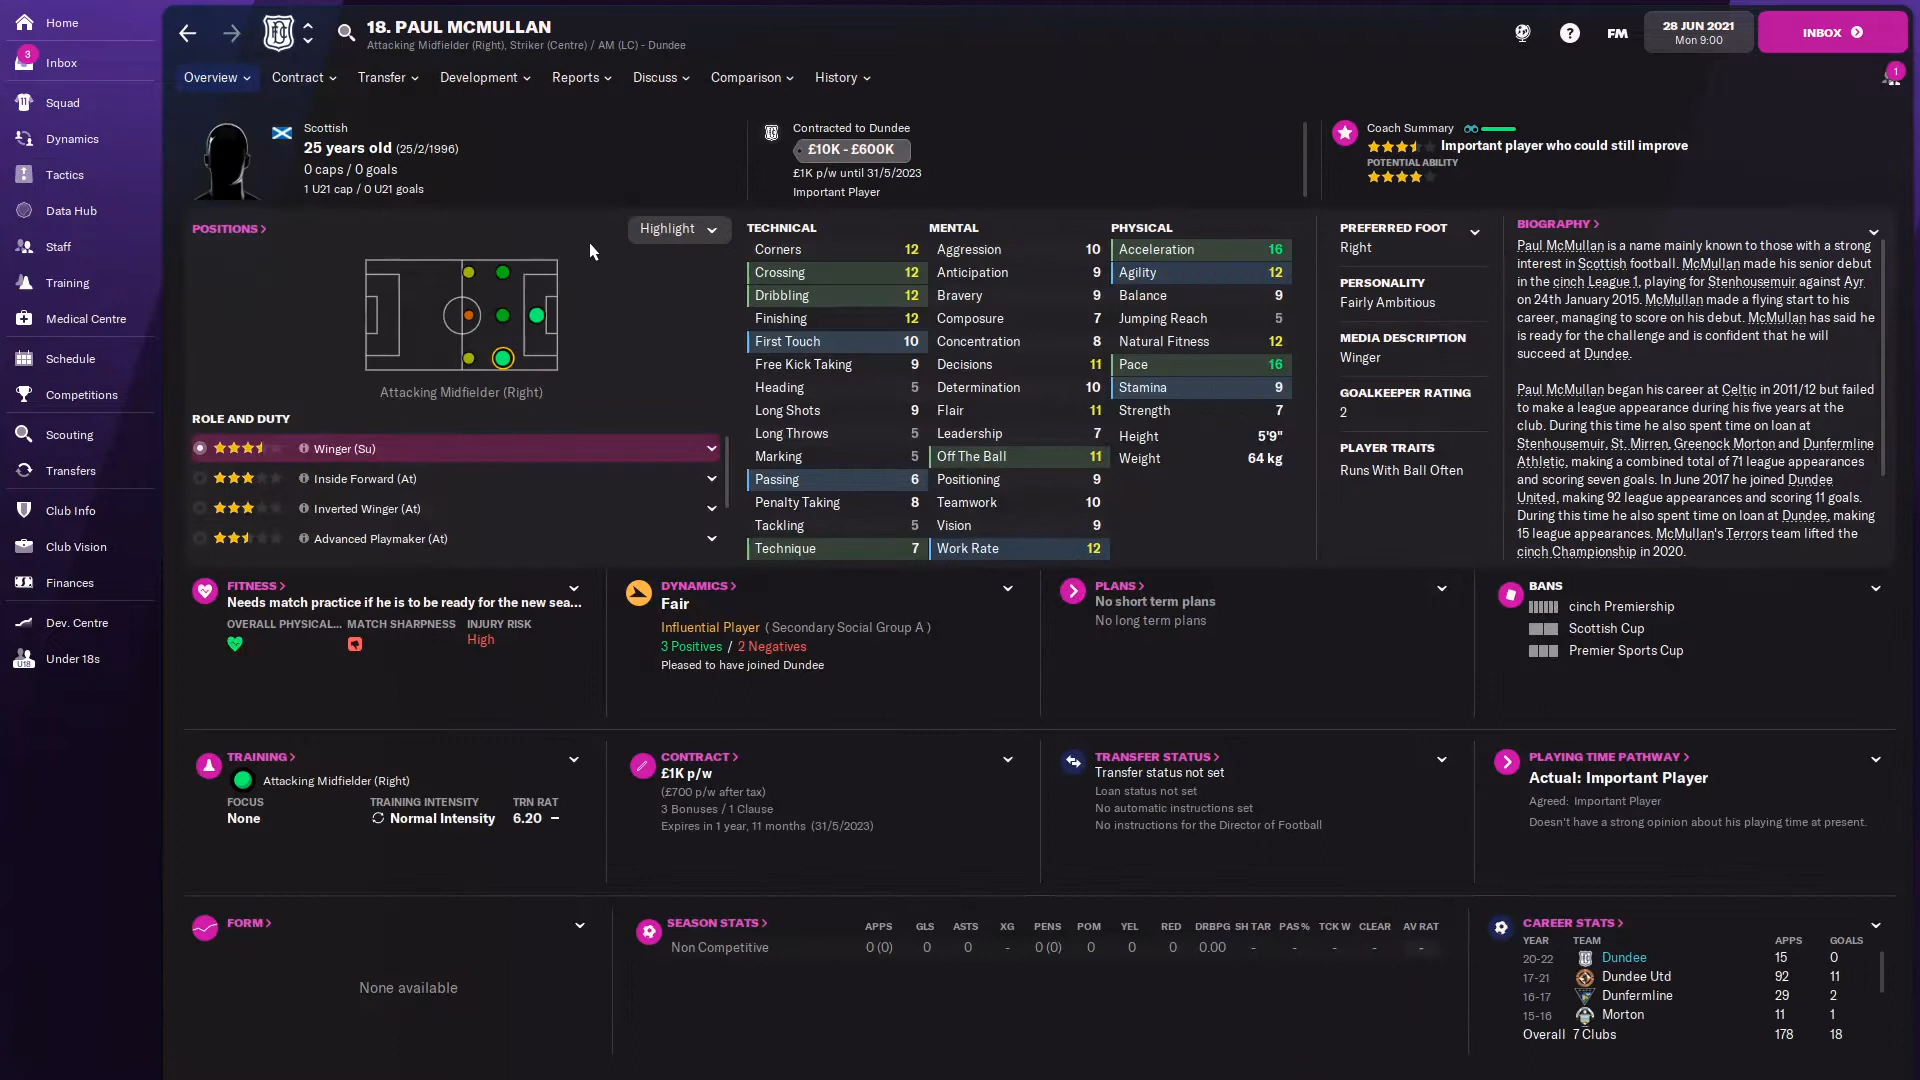 Home
3
Inbox
Squad
Dynamics
Tactics
Data Hub
Staff
Training
Medical Centre
Schedule
Competitions
Scouting
Transfers
Club Info
Club Vision
Finances
Dev. Centre
U18
Under 18s
18. PAUL MCMULLAN
Attacking Midfielder (Right), Striker (Centre) / AM (LC) - Dundee
?
FM
28 JUN 2021
Mon 9:00
INBOX
Overview
Contract
Transfer
Development
Reports
Discuss
Comparison
History
1
Scottish
25 years old (25/2/1996)
0 caps / 0 goals
1 U21 cap / 0 U21 goals
Contracted to Dundee
£10K - £600K
£1K p/w until 31/5/2023
Important Player
Coach Summary
Important player who could still improve
POTENTIAL ABILITY
POSITIONS >
Highlight
Attacking Midfielder (Right)
ROLE AND DUTY
Winger (Su)
Inside Forward (At)
Inverted Winger (At)
Advanced Playmaker (At)
TECHNICAL
Corners 12
Crossing 12
Dribbling 12
Finishing 12
First Touch 10
Free Kick Taking 9
Heading 5
Long Shots 9
Long Throws 5
Marking 5
Passing 6
Penalty Taking 8
Tackling 5
Technique 7
MENTAL
Aggression 10
Anticipation 9
Bravery 9
Composure 7
Concentration 8
Decisions 11
Determination 10
Flair 11
Leadership 7
Off The Ball 11
Positioning 9
Teamwork 10
Vision 9
Work Rate 12
PHYSICAL
Acceleration 16
Agility 12
Balance 9
Jumping Reach 5
Natural Fitness 12
Pace 16
Stamina 9
Strength 7
Height 5'9"
Weight 64 kg
PREFERRED FOOT
Right
PERSONALITY
Fairly Ambitious
MEDIA DESCRIPTION
Winger
GOALKEEPER RATING
2
PLAYER TRAITS
Runs With Ball Often
BIOGRAPHY >
Paul McMullan is a name mainly known to those with a strong
interest in Scottish football. McMullan made his senior debut
in the cinch League 1, playing for Stenhousemuir against Ayr
on 24th January 2015. McMullan made a flying start to his
career, managing to score on his debut. McMullan has said he
is ready for the challenge and is confident that he will
succeed at Dundee.
Paul McMullan began his career at Celtic in 2011/12 but failed
to make a league appearance during his five years at the
club. During this time he also spent time on loan at
Stenhousemuir, St. Mirren, Greenock Morton and Dunfermline
Athletic, making a combined total of 71 league appearances
and scoring seven goals. In June 2017 he joined Dundee
United, making 92 league appearances and scoring 11 goals.
During this time he also spent time on loan at Dundee, making
15 league appearances. McMullan's Terrors team lifted the
cinch Championship in 2020.
FITNESS >
Needs match practice if he is to be ready for the new sea...
OVERALL PHYSICAL... MATCH SHARPNESS INJURY RISK
High
DYNAMICS >
Fair
Influential Player ( Secondary Social Group A )
3 Positives / 2 Negatives
Pleased to have joined Dundee
PLANS >
No short term plans
No long term plans
BANS
cinch Premiership
Scottish Cup
Premier Sports Cup
TRAINING >
Attacking Midfielder (Right)
FOCUS TRAINING INTENSITY TRN RAT
None Normal Intensity 6.20 –
CONTRACT >
£1K p/w
(£700 p/w after tax)
3 Bonuses / 1 Clause
Expires in 1 year, 11 months (31/5/2023)
TRANSFER STATUS >
Transfer status not set
Loan status not set
No automatic instructions set
No instructions for the Director of Football
PLAYING TIME PATHWAY >
Actual: Important Player
Agreed: Important Player
Doesn't have a strong opinion about his playing time at present.
FORM >
None available
SEASON STATS > APPS GLS ASTS XG PENS POM YEL RED DRBPG SH TAR PAS % TCK W CLEAR AV RAT
Non Competitive 0 (0) 0 0 - 0 (0) 0 0 0 0.00 - - - - -
CAREER STATS >
YEAR TEAM APPS GOALS
20-22 Dundee 15 0
17-21 Dundee Utd 92 11
16-17 Dunfermline 29 2
15-16 Morton 11 1
Overall 7 Clubs 178 18